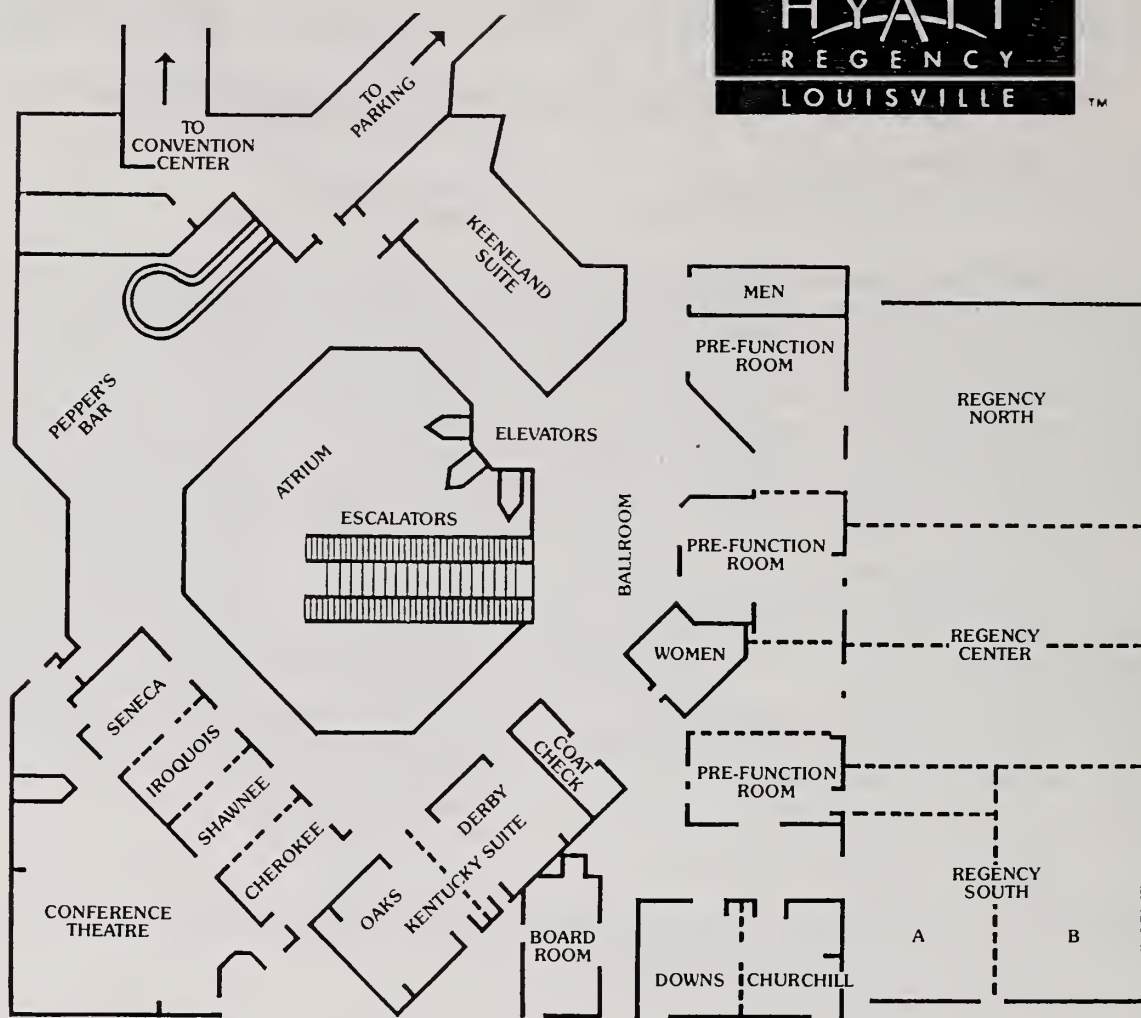 HYATT
REGENCY
LOUISVILLE ™
TO
CONVENTION
CENTER
TO
PARKING
KEENELAND
SUITE
MEN
PRE-FUNCTION
ROOM
REGENCY
NORTH
PEPPER'S
BAR
ELEVATORS
ATRIUM
ESCALATORS
BALLROOM
PRE-FUNCTION
ROOM
WOMEN
REGENCY
CENTER
SENECA
IROQUOIS
SHAWNEE
CHEROKEE
COAT
CHECK
DERBY
KENTUCKY SUITE
OAKS
PRE-FUNCTION
ROOM
REGENCY
SOUTH
A
B
CONFERENCE
THEATRE
BOARD
ROOM
DOWNS
CHURCHILL